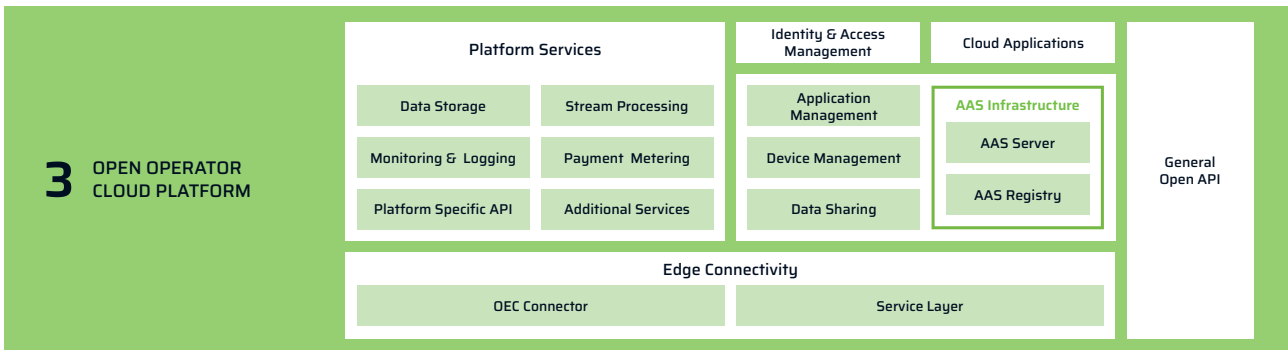 3
OPEN OPERATOR
CLOUD PLATFORM
Platform Services
Data Storage
Stream Processing
Monitoring & Logging
Payment Metering
Platform Specific API
Additional Services
Identity & Access
Management
Cloud Applications
Application
Management
Device Management
Data Sharing
AAS Infrastructure
AAS Server
AAS Registry
Edge Connectivity
OEC Connector
Service Layer
General
Open API